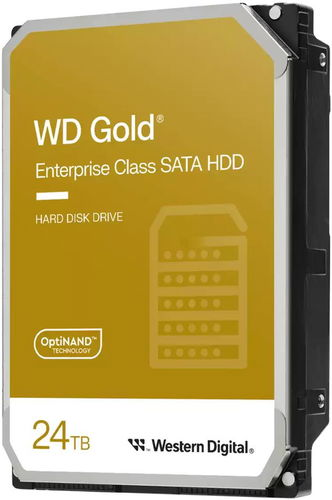 WD Gold®
Enterprise Class SATA HDD
HARD DISK DRIVE
OptiNAND™
TECHNOLOGY
24TB
Western Digital®